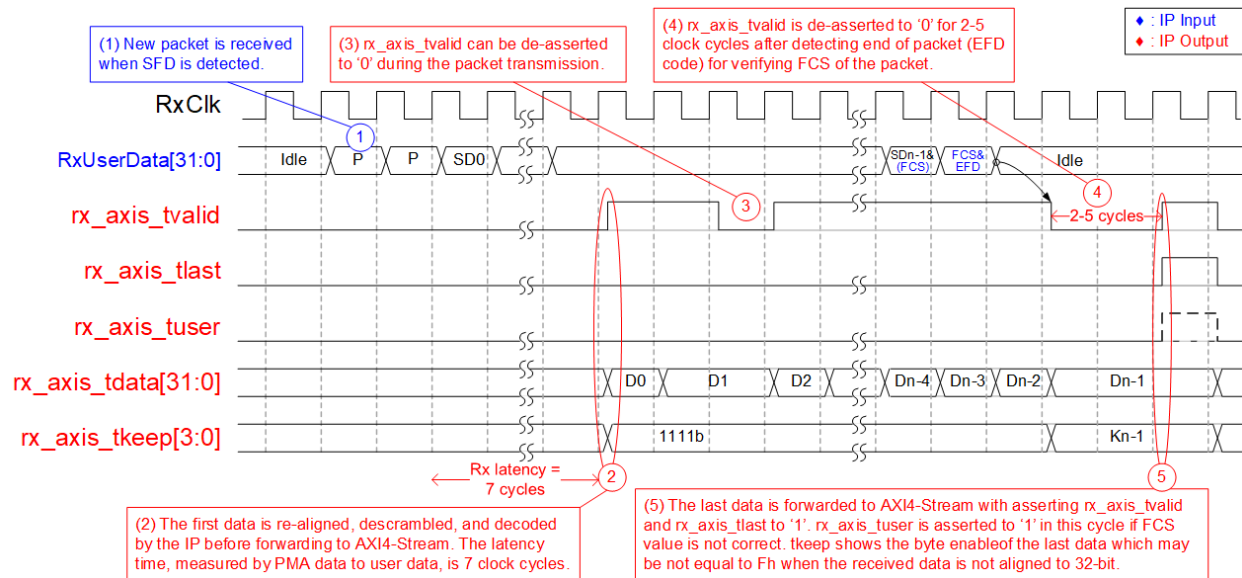 (1) New packet is received
when SFD is detected.
(3) rx_axis_tvalid can be de-asserted
to ‘0’ during the packet transmission.
(4) rx_axis_tvalid is de-asserted to ‘0’ for 2-5
clock cycles after detecting end of packet (EFD
code) for verifying FCS of the packet.
♦ : IP Input
♦ : IP Output
RxClk
1
RxUserData[31:0]
Idle
P
P
SD0
SDn-1&
(FCS)
FCS&
EFD
Idle
rx_axis_tvalid
3
4
2-5 cycles
rx_axis_tlast
rx_axis_tuser
rx_axis_tdata[31:0]
D0
D1
D2
Dn-4
Dn-3
Dn-2
Dn-1
rx_axis_tkeep[3:0]
1111b
Kn-1
Rx latency =
7 cycles
2
5
(2) The first data is re-aligned, descrambled, and decoded
by the IP before forwarding to AXI4-Stream. The latency
time, measured by PMA data to user data, is 7 clock cycles.
(5) The last data is forwarded to AXI4-Stream with asserting rx_axis_tvalid
and rx_axis_tlast to ‘1’. rx_axis_tuser is asserted to ‘1’ in this cycle if FCS
value is not correct. tkeep shows the byte enableof the last data which may
be not equal to Fh when the received data is not aligned to 32-bit.